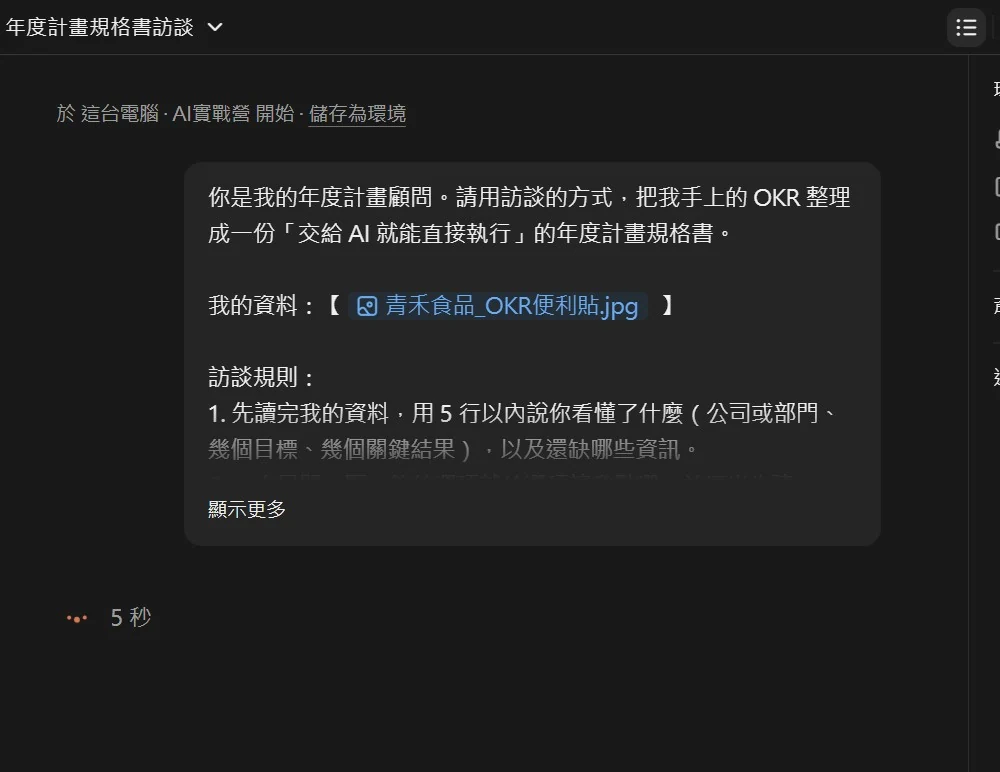 年度計畫規格書訪談
於 這台電腦 · AI實戰營 開始 · 儲存為環境
你是我的年度計畫顧問。請用訪談的方式，把我手上的 OKR 整理
成一份「交給 AI 就能直接執行」的年度計畫規格書。
我的資料：【 青禾食品_OKR便利貼.jpg 】
訪談規則：
1. 先讀完我的資料，用 5 行以內說你看懂了什麼（公司或部門、
幾個目標、幾個關鍵結果），以及還缺哪些資訊。
顯示更多
5 秒